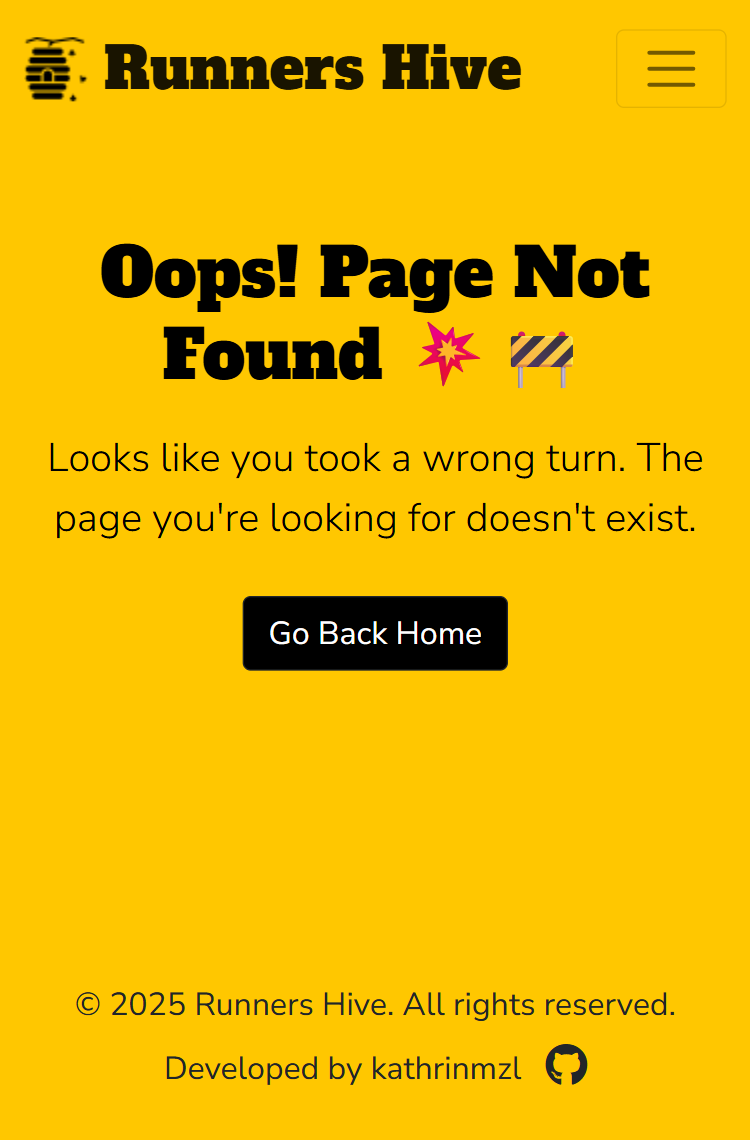 Runners Hive
Oops! Page Not
Found 💥 🚧
Looks like you took a wrong turn. The
page you're looking for doesn't exist.
Go Back Home
© 2025 Runners Hive. All rights reserved.
Developed by kathrinmzl